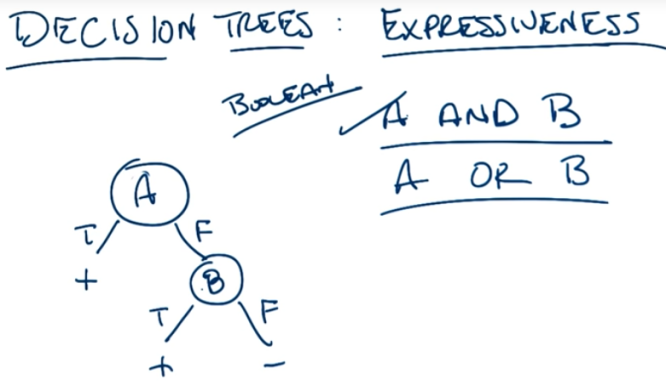 DECISION TREES : EXPRESSIVENESS
BOOLEAN
A AND B
A OR B
A
T F
+
B
T F
+ -